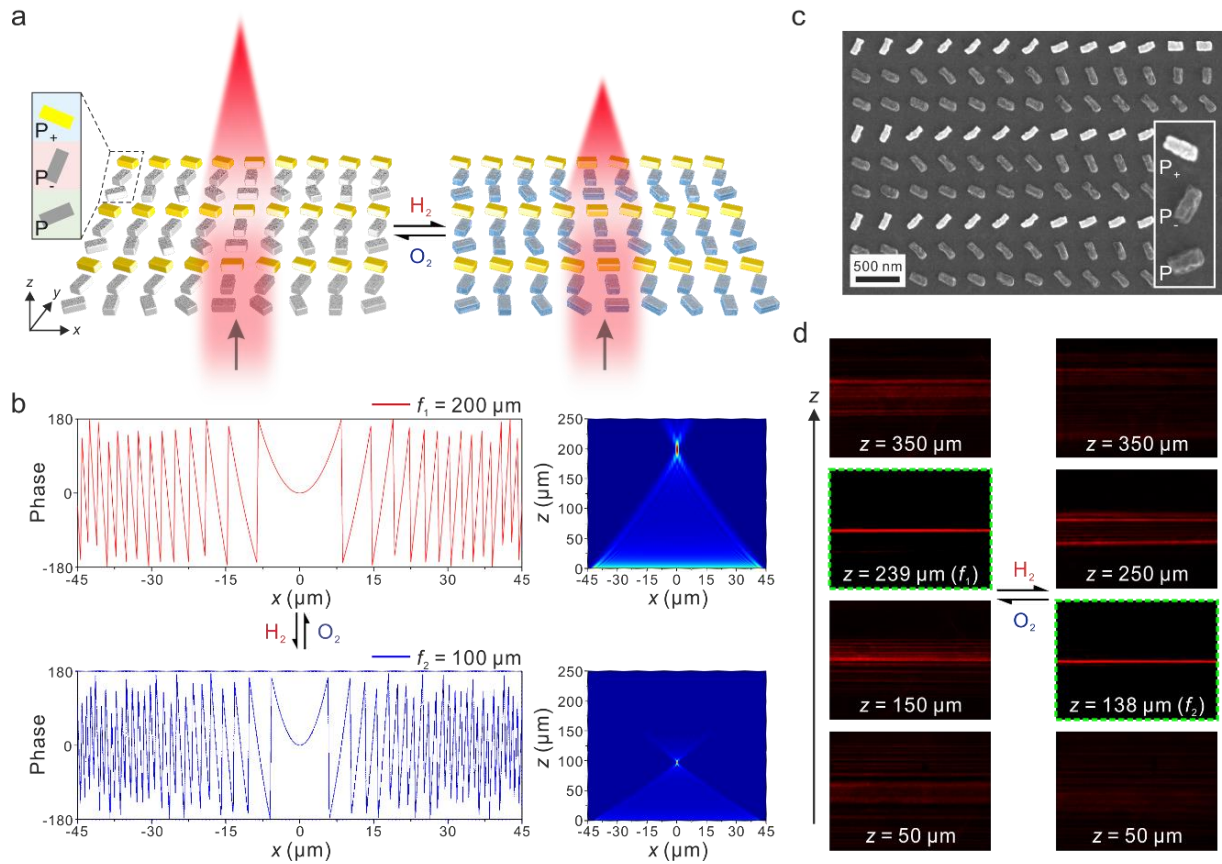 a
P₊
P₋
P
z
y
x
H₂
O₂
c
P₊
P₋
P
500 nm
b
f₁ = 200 µm
Phase
180
0
-180
-45
-30
-15
0
15
30
45
x (µm)
z (µm)
250
200
150
100
50
0
-45
-30
-15
0
15
30
45
x (µm)
H₂
O₂
f₂ = 100 µm
Phase
180
0
-180
-45
-30
-15
0
15
30
45
x (µm)
z (µm)
250
200
150
100
50
0
-45
-30
-15
0
15
30
45
x (µm)
d
z
z = 350 µm
z = 239 µm (f₁)
z = 150 µm
z = 50 µm
H₂
O₂
z = 350 µm
z = 250 µm
z = 138 µm (f₂)
z = 50 µm